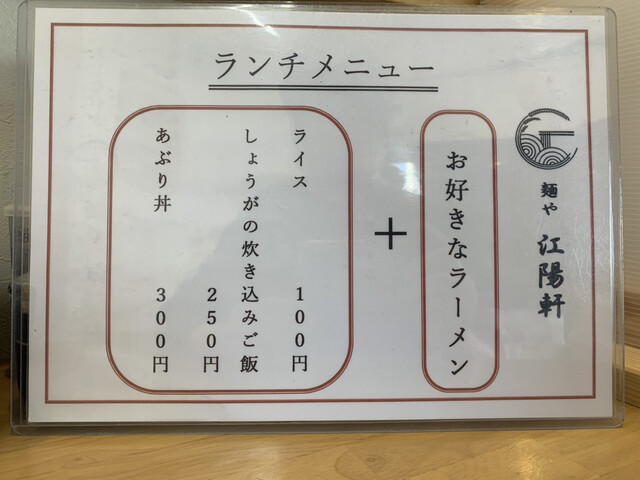 ランチメニュー
麺や 江陽軒
お好きなラーメン
+
ライス 100円
しょうがの炊き込みご飯
250円
あぶり丼 300円